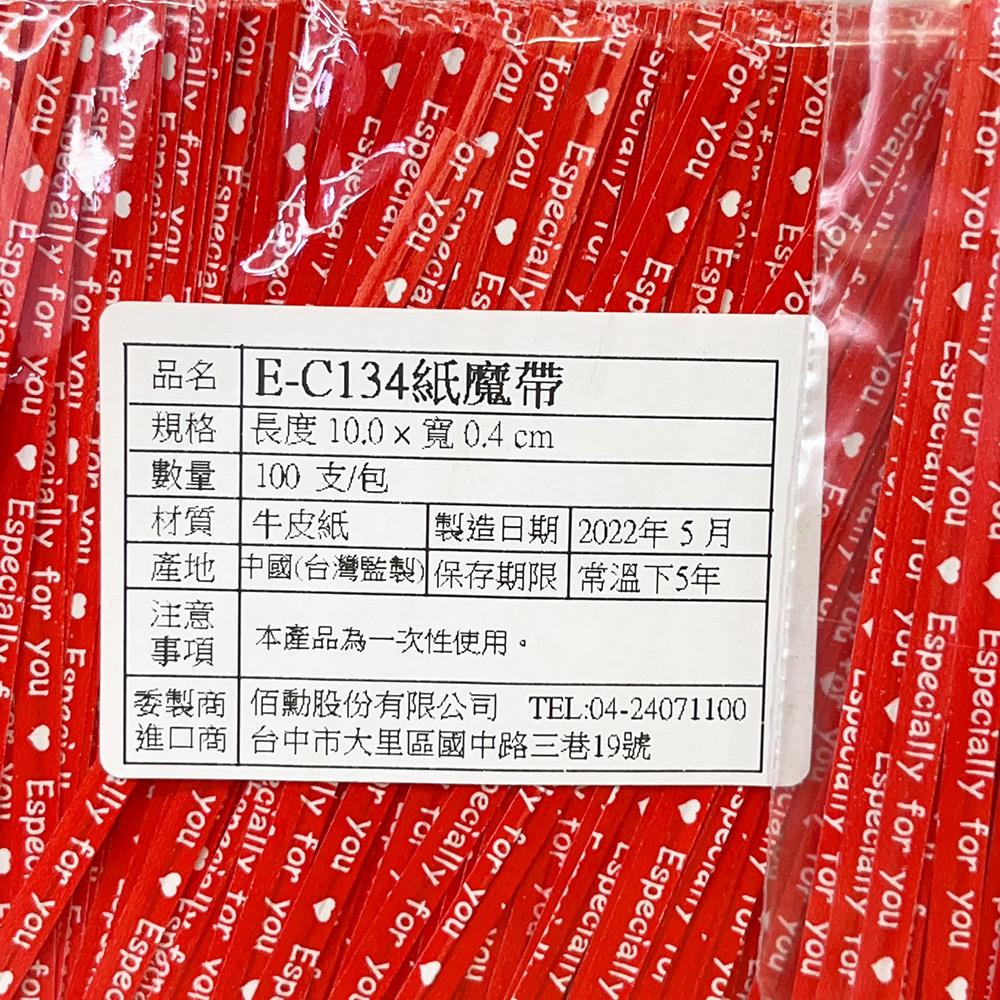 品名 E-C134紙魔帶
規格 長度 10.0 x 寬 0.4 cm
數量 100 支/包
材質 牛皮紙 製造日期 2022年 5 月
產地 中國(台灣監製) 保存期限 常溫下5年
注意
事項 本產品為一次性使用。
委製商 佰勳股份有限公司 TEL:04-24071100
進口商 台中市大里區國中路三巷19號
Especially for you